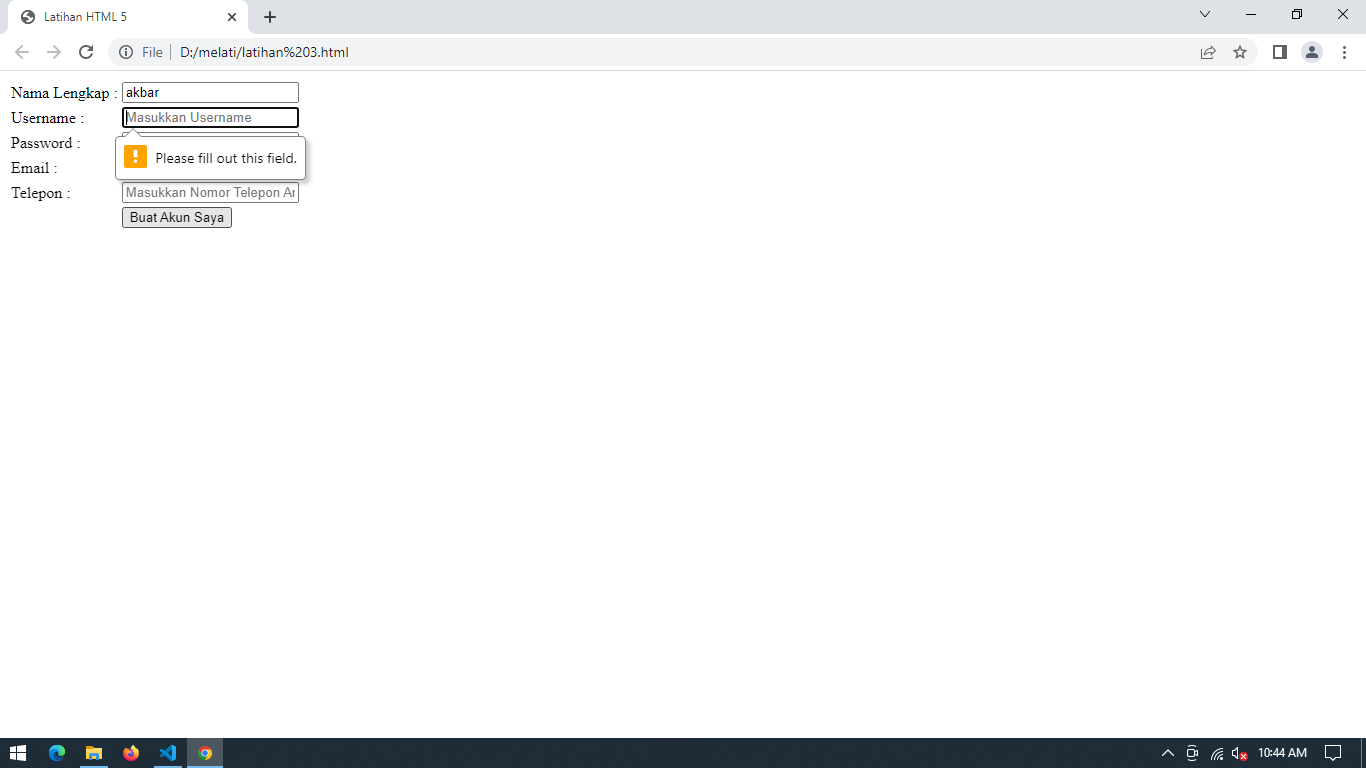 Latihan HTML 5
File
D:/melati/latihan%203.html
Nama Lengkap : akbar
Username : Masukkan Username
Password :
Please fill out this field.
Email :
Telepon : Masukkan Nomor Telepon Ar
Buat Akun Saya
10:44 AM